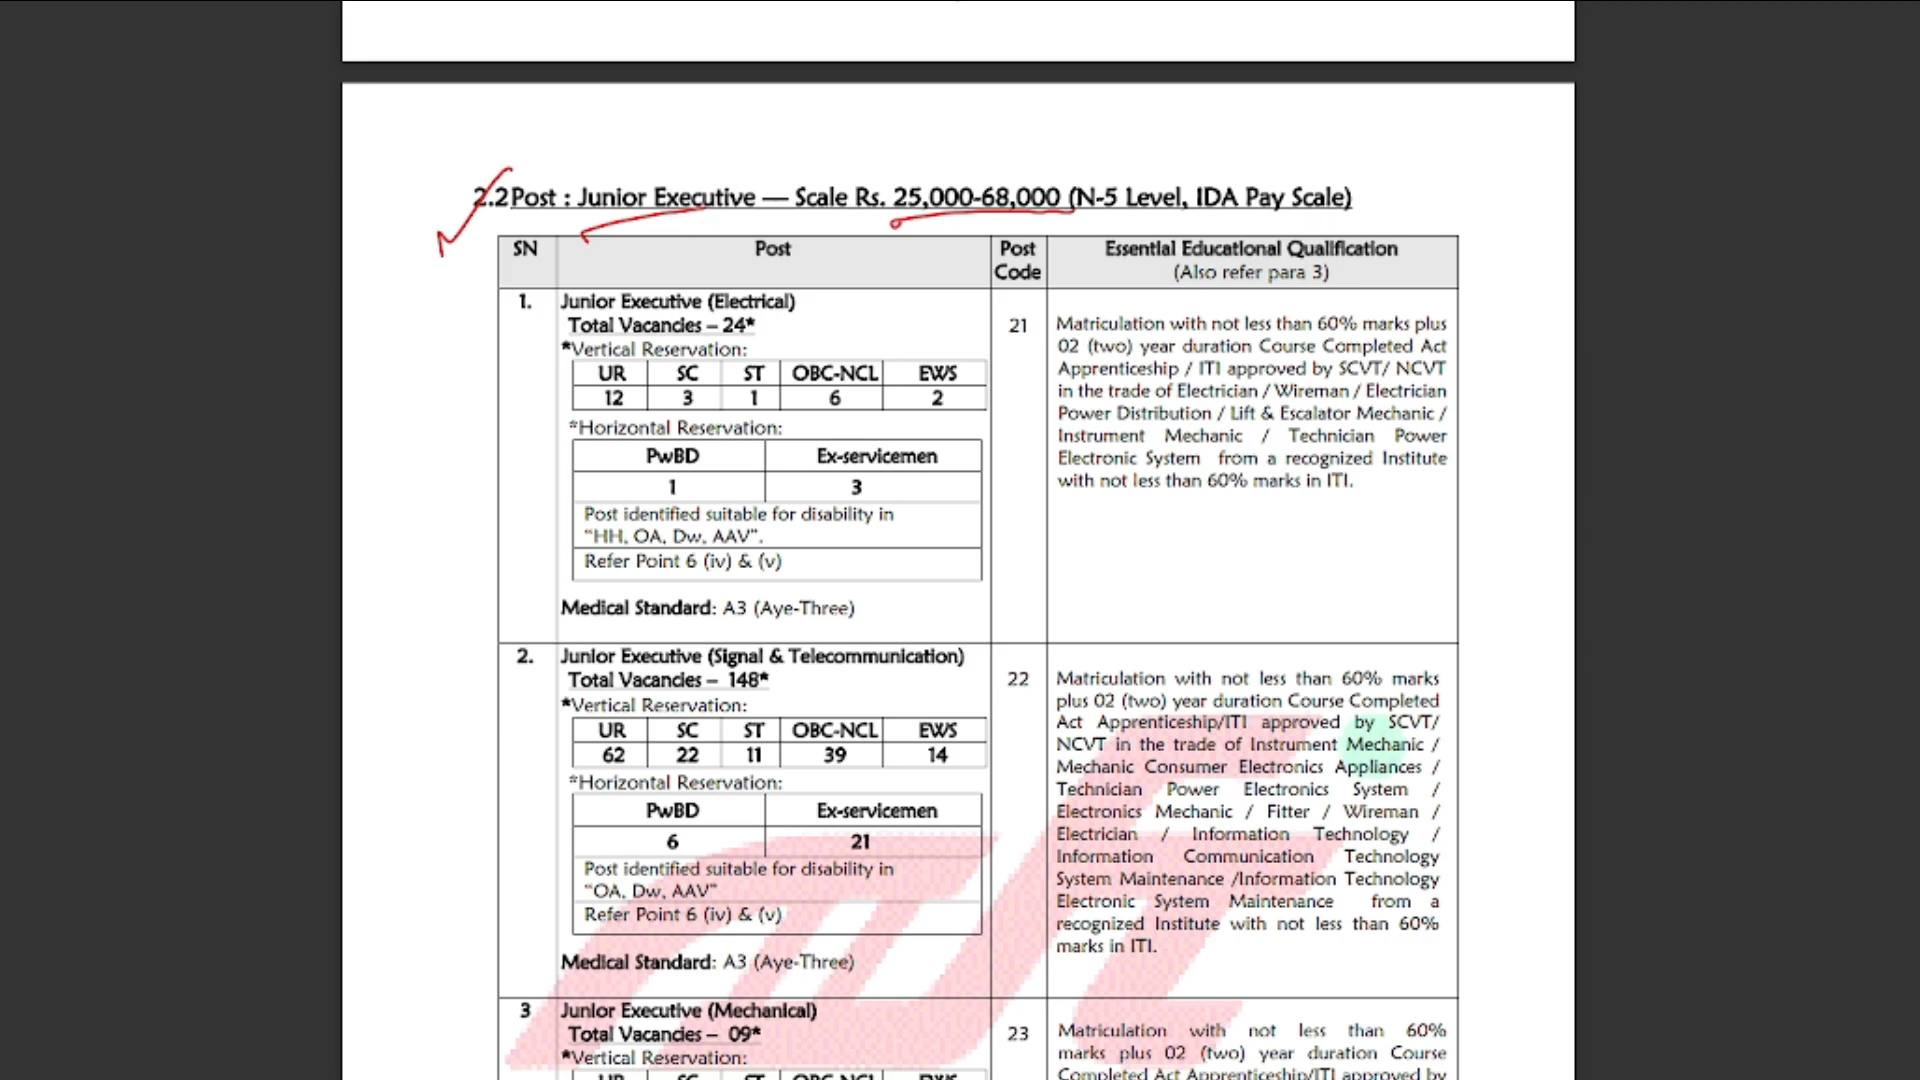 2.2Post : Junior Executive — Scale Rs. 25,000-68,000 (N-5 Level, IDA Pay Scale)
SN
Post
Post
Code
Essential Educational Qualification
(Also refer para 3)
1.
Junior Executive (Electrical)
Total Vacancies – 24*
*Vertical Reservation:
UR SC ST OBC-NCL EWS
12 3 1 6 2
*Horizontal Reservation:
PwBD Ex-servicemen
1 3
Post identified suitable for disability in
“HH, OA, Dw, AAV”.
Refer Point 6 (iv) & (v)
Medical Standard: A3 (Aye-Three)
21
Matriculation with not less than 60% marks plus
02 (two) year duration Course Completed Act
Apprenticeship / ITI approved by SCVT/ NCVT
in the trade of Electrician / Wireman / Electrician
Power Distribution / Lift & Escalator Mechanic /
Instrument Mechanic / Technician Power
Electronic System from a recognized Institute
with not less than 60% marks in ITI.
2.
Junior Executive (Signal & Telecommunication)
Total Vacancies – 148*
*Vertical Reservation:
UR SC ST OBC-NCL EWS
62 22 11 39 14
*Horizontal Reservation:
PwBD Ex-servicemen
6 21
Post identified suitable for disability in
“OA, Dw, AAV”
Refer Point 6 (iv) & (v)
Medical Standard: A3 (Aye-Three)
22
Matriculation with not less than 60% marks
plus 02 (two) year duration Course Completed
Act Apprenticeship/ITI approved by SCVT/
NCVT in the trade of Instrument Mechanic /
Mechanic Consumer Electronics Appliances /
Technician Power Electronics System /
Electronics Mechanic / Fitter / Wireman /
Electrician / Information Technology /
Information Communication Technology
System Maintenance /Information Technology
Electronic System Maintenance from a
recognized Institute with not less than 60%
marks in ITI.
3
Junior Executive (Mechanical)
Total Vacancies – 09*
*Vertical Reservation:
UR SC ST OBC-NCL EWS
23
Matriculation with not less than 60%
marks plus 02 (two) year duration Course
Completed Act Apprenticeship/ITI approved by